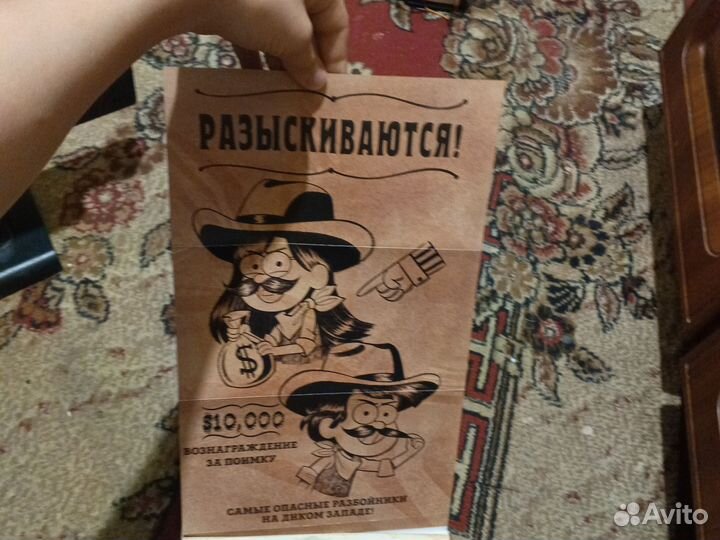 РАЗЫСКИВАЮТСЯ!
$
$10,000
ВОЗНАГРАЖДЕНИЕ
ЗА ПОИМКУ
САМЫЕ ОПАСНЫЕ РАЗБОЙНИКИ
НА ДИКОМ ЗАПАДЕ!
Avito